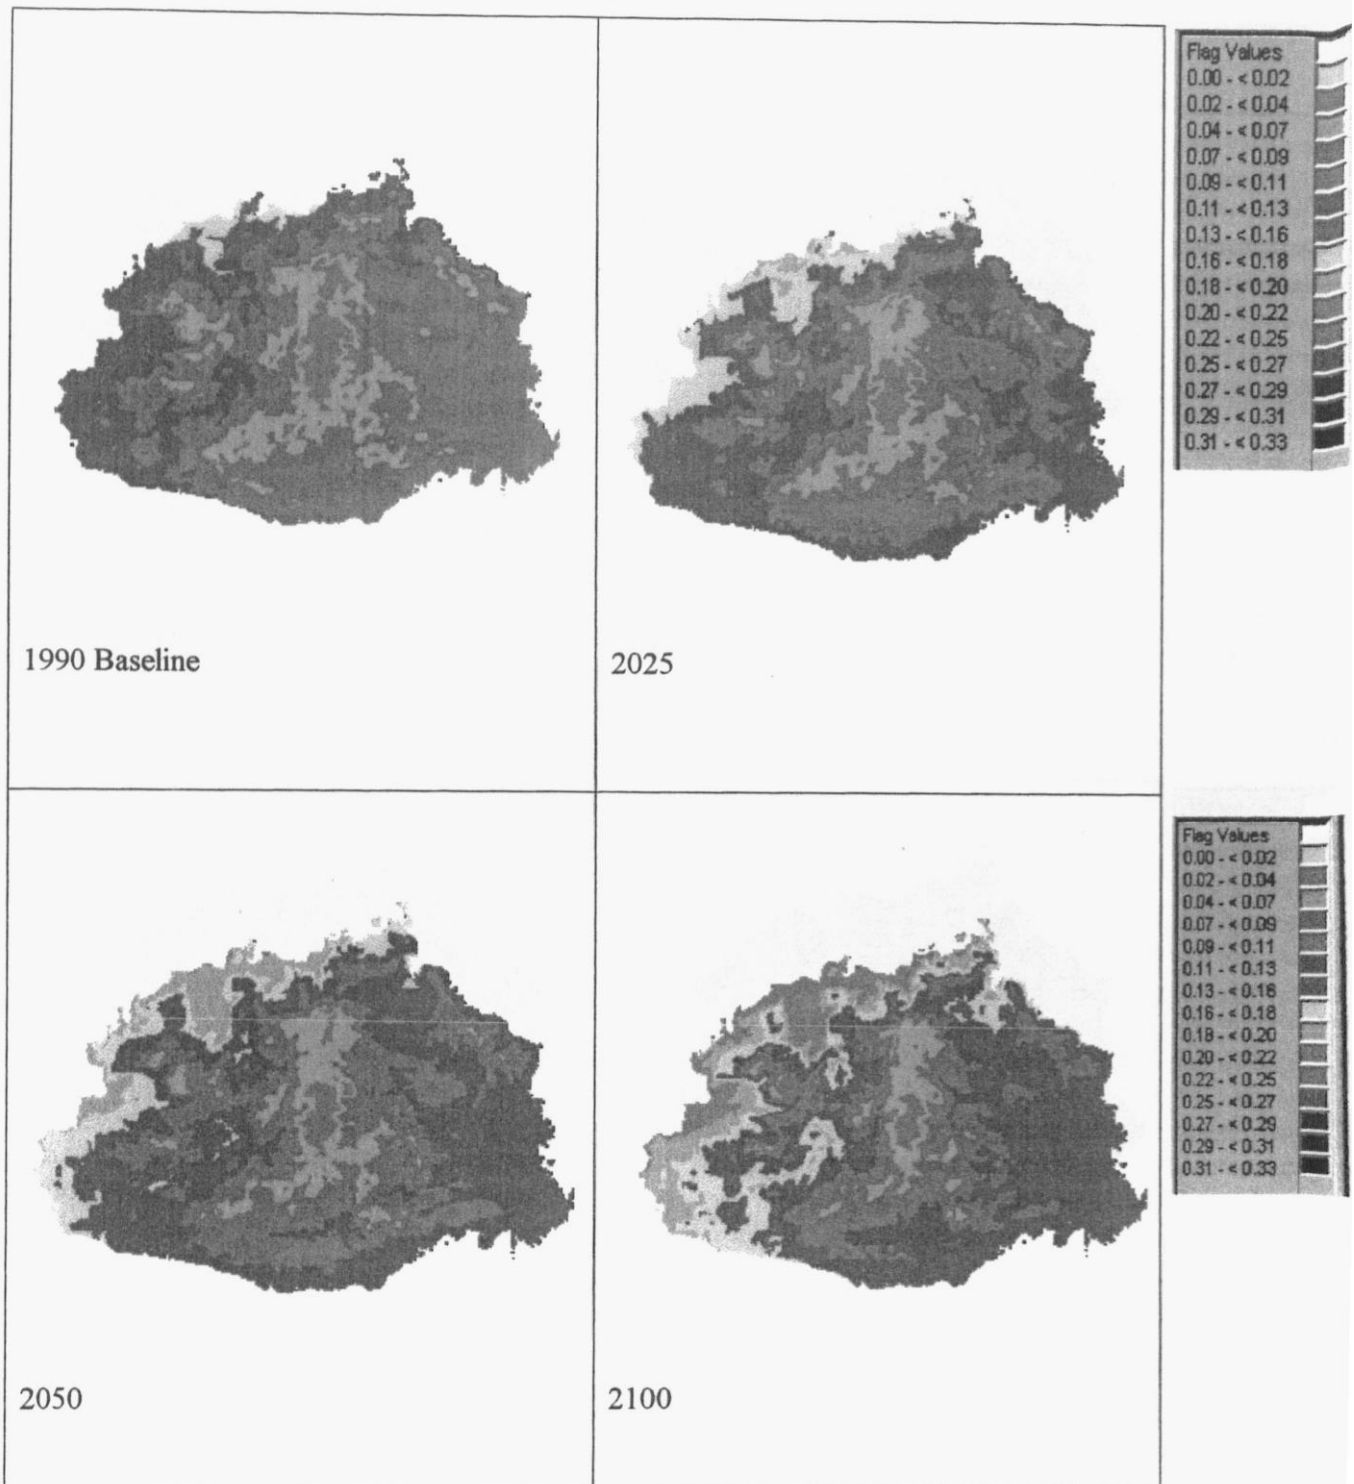 Flag Values
0.00 - < 0.02
0.02 - < 0.04
0.04 - < 0.07
0.07 - < 0.09
0.09 - < 0.11
0.11 - < 0.13
0.13 - < 0.16
0.16 - < 0.18
0.18 - < 0.20
0.20 - < 0.22
0.22 - < 0.25
0.25 - < 0.27
0.27 - < 0.29
0.29 - < 0.31
0.31 - < 0.33
1990 Baseline
2025
Flag Values
0.00 - < 0.02
0.02 - < 0.04
0.04 - < 0.07
0.07 - < 0.09
0.09 - < 0.11
0.11 - < 0.13
0.13 - < 0.16
0.16 - < 0.18
0.18 - < 0.20
0.20 - < 0.22
0.22 - < 0.25
0.25 - < 0.27
0.27 - < 0.29
0.29 - < 0.31
0.31 - < 0.33
2050
2100